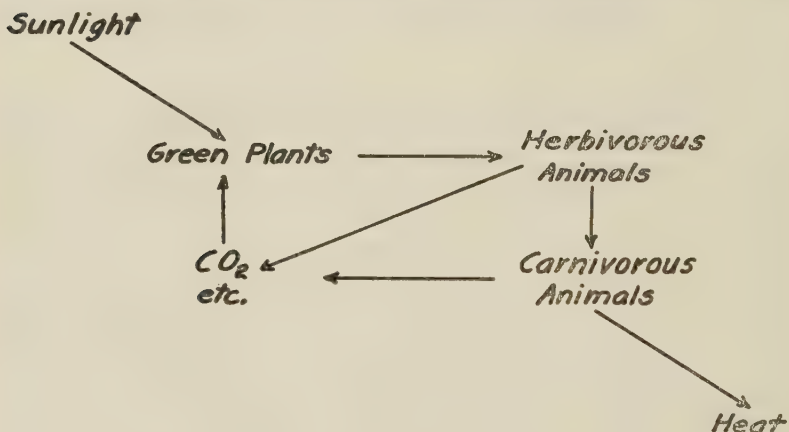 Sunlight
Green Plants
Herbivorous
Animals
CO₂
etc.
Carnivorous
Animals
Heat